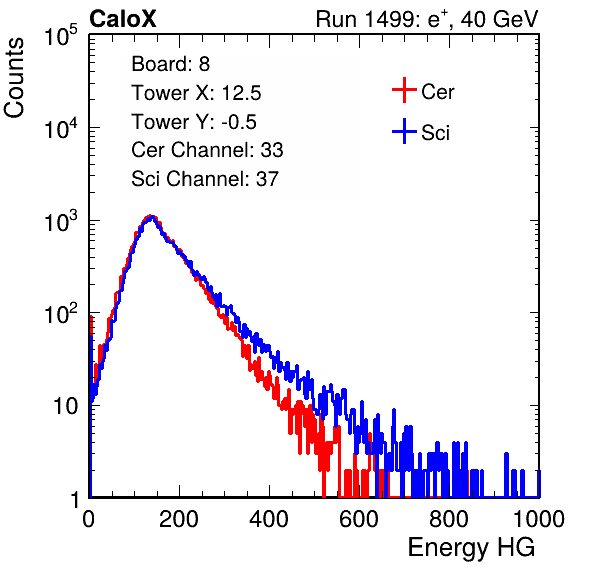 CaloX Run 1499: e⁺, 40 GeV
Counts
Board: 8
Tower X: 12.5
Tower Y: -0.5
Cer Channel: 33
Sci Channel: 37
Cer
Sci
10⁵
10⁴
10³
10²
10
1
0 200 400 600 800 1000
Energy HG